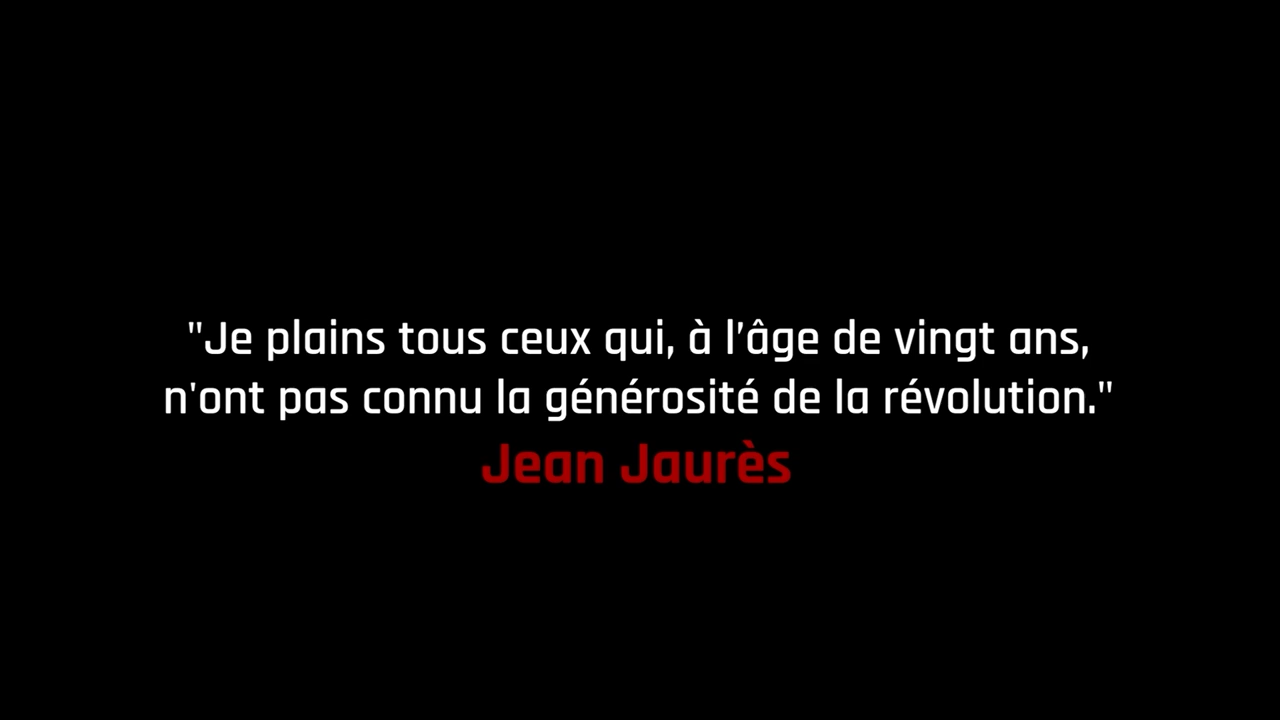 "Je plains tous ceux qui, à l’âge de vingt ans,
n'ont pas connu la générosité de la révolution."
Jean Jaurès